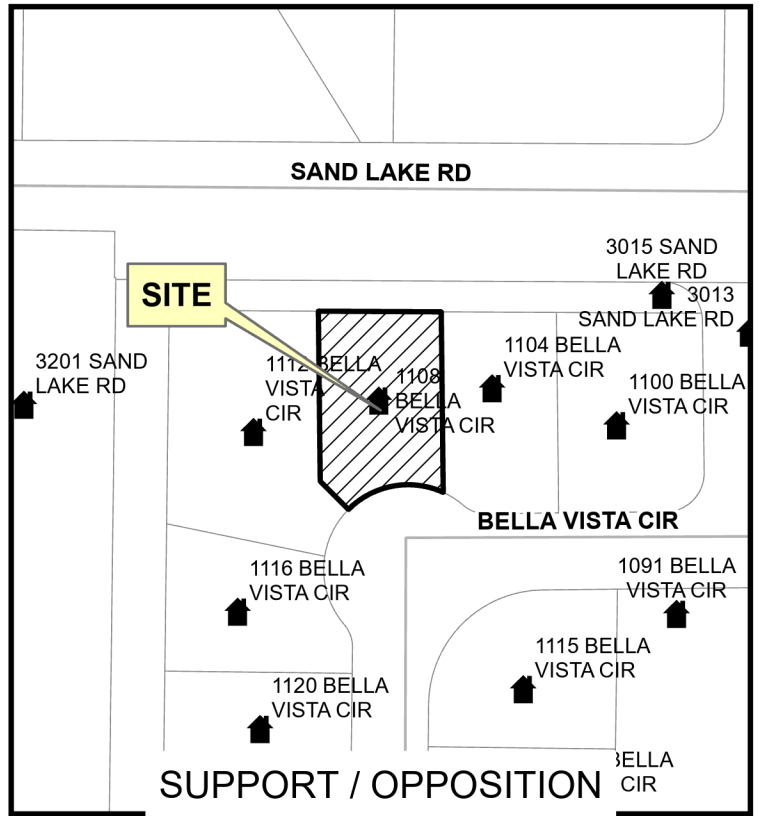 SAND LAKE RD
3015 SAND
LAKE RD
3013
SAND LAKE RD
SITE
3201 SAND
LAKE RD
1112 BELLA
VISTA
CIR
1108
BELLA
VISTA CIR
1104 BELLA
VISTA CIR
1100 BELLA
VISTA CIR
BELLA VISTA CIR
1116 BELLA
VISTA CIR
1091 BELLA
VISTA CIR
1115 BELLA
VISTA CIR
1120 BELLA
VISTA CIR
BELLA
CIR
SUPPORT / OPPOSITION